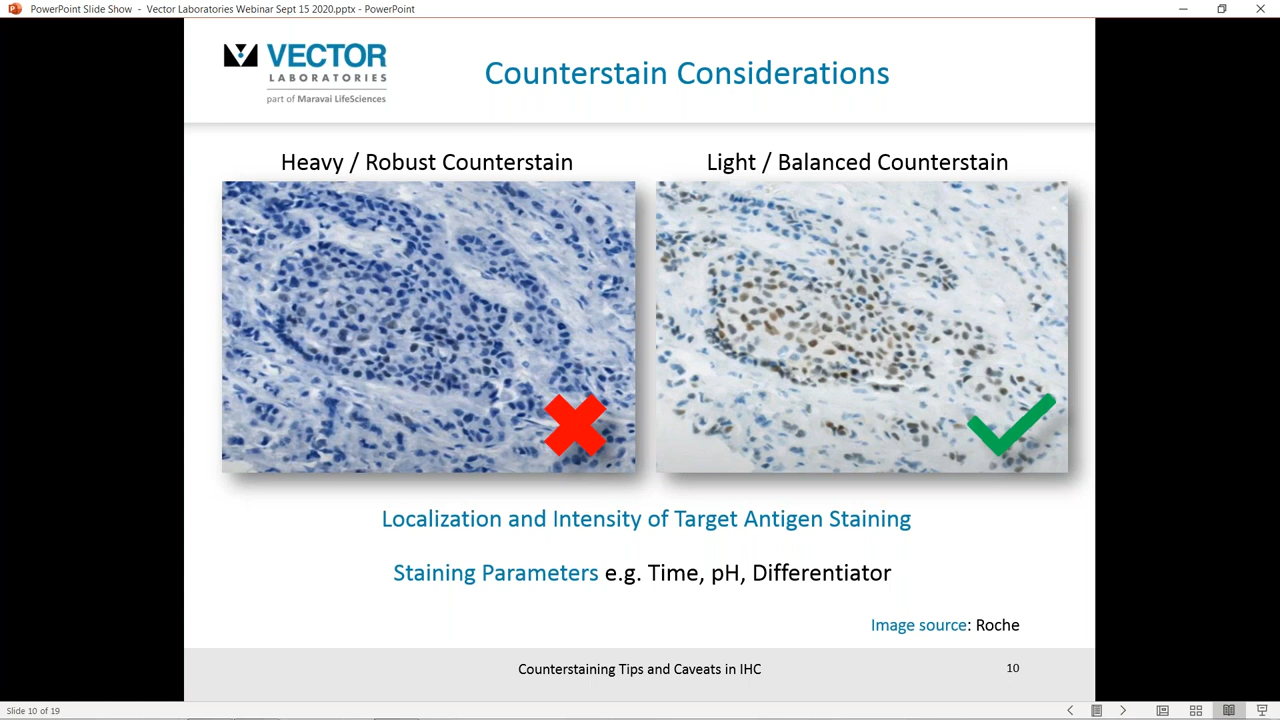 PowerPoint Slide Show - Vector Laboratories Webinar Sept 15 2020.pptx - PowerPoint
VECTOR
LABORATORIES
part of Maravai LifeSciences
Counterstain Considerations
Heavy / Robust Counterstain
Light / Balanced Counterstain
Localization and Intensity of Target Antigen Staining
Staining Parameters e.g. Time, pH, Differentiator
Image source: Roche
Counterstaining Tips and Caveats in IHC
10
Slide 10 of 19